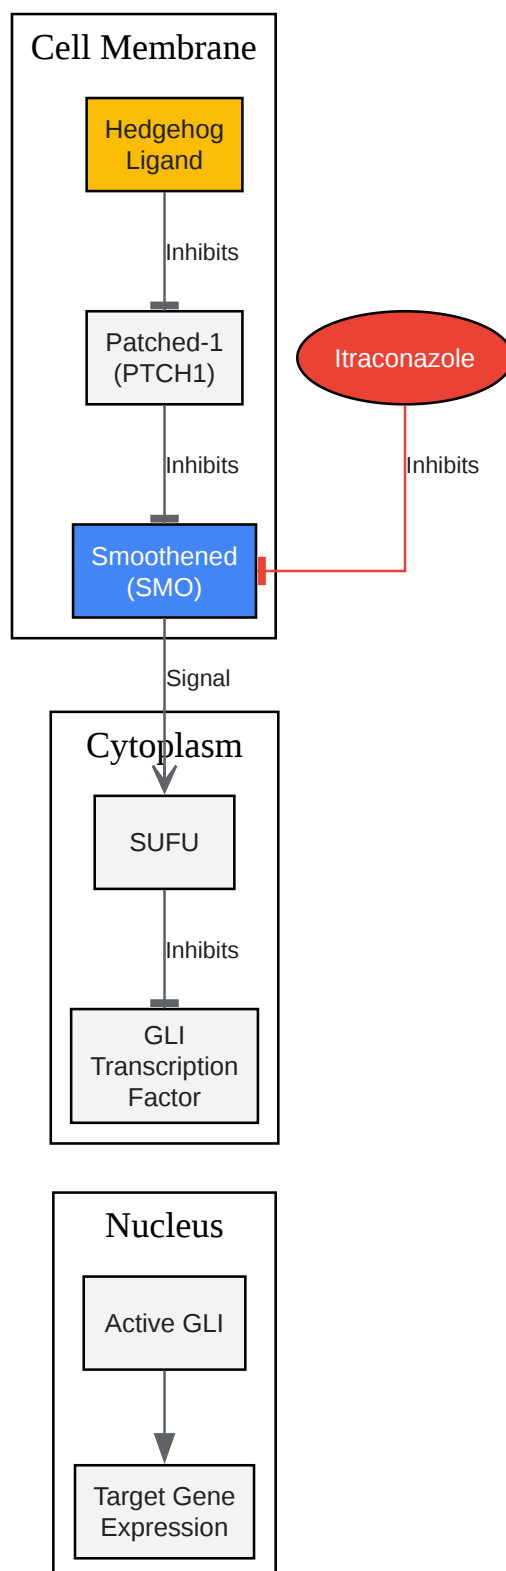 Cell Membrane
Hedgehog
Ligand
Inhibits
Patched-1
(PTCH1)
Itraconazole
Inhibits
Inhibits
Smoothened
(SMO)
Signal
Cytoplasm
SUFU
Inhibits
GLI
Transcription
Factor
Nucleus
Active GLI
Target Gene
Expression